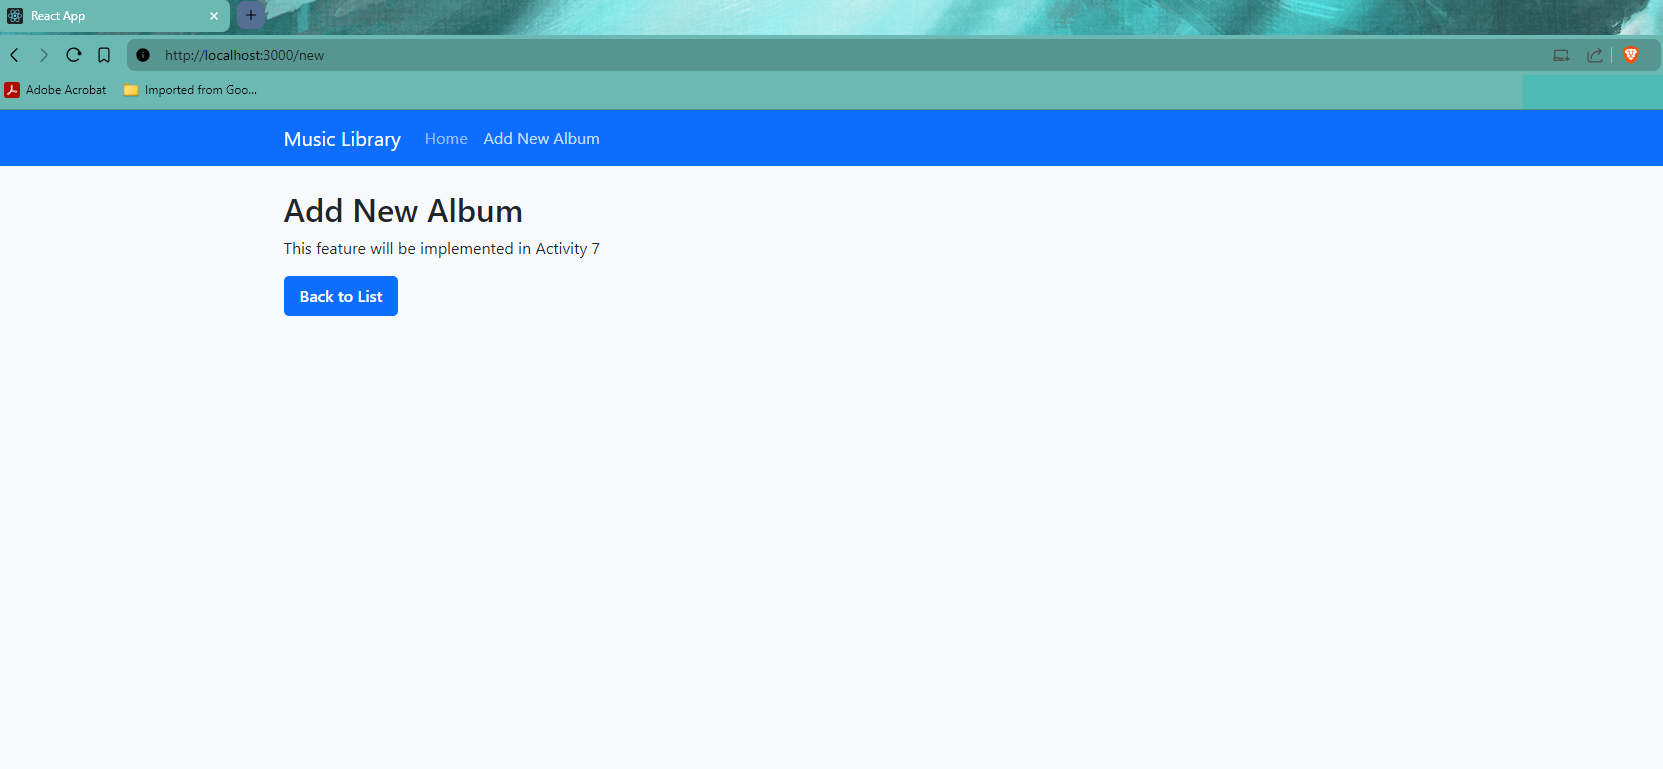 React App
http://localhost:3000/new
Adobe Acrobat Imported from Goo...
Music Library Home Add New Album
Add New Album
This feature will be implemented in Activity 7
Back to List